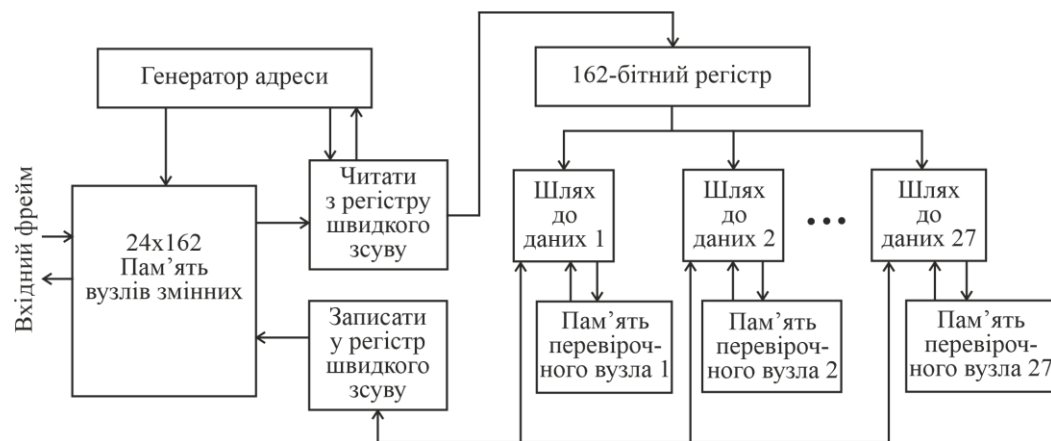 Генератор адреси
162-бітний регістр
Вхідний фрейм
24x162
Пам’ять
вузлів змінних
Читати
з регістру
швидкого
зсуву
Записати
у регістр
швидкого
зсуву
Шлях
до
даних 1
Шлях
до
даних 2
•••
Шлях
до
даних 27
Пам’ять
перевіроч-
ного вузла 1
Пам’ять
перевіроч-
ного вузла 2
Пам’ять
перевіроч-
ного вузла 27